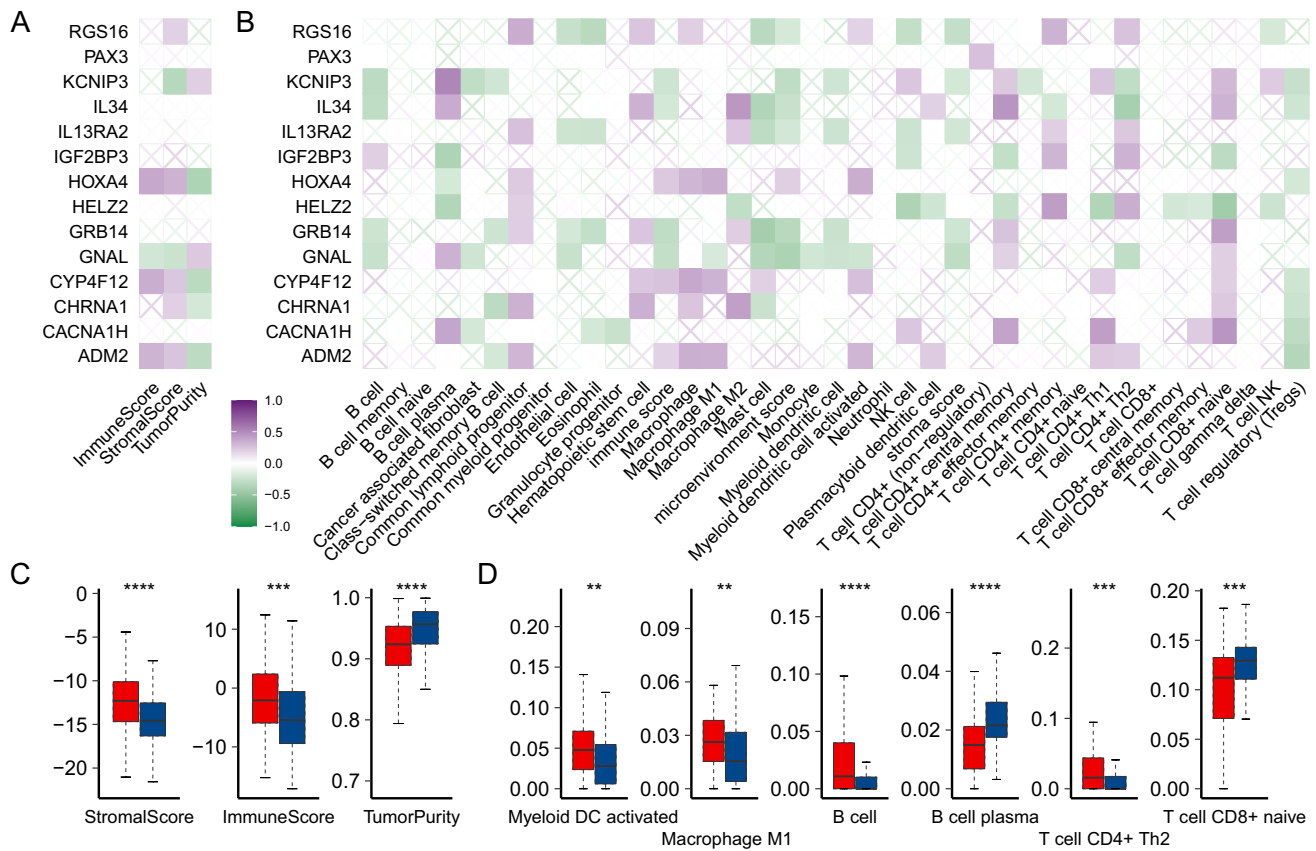 A
B
RGS16
PAX3
KCNIP3
IL34
IL13RA2
IGF2BP3
HOXA4
HELZ2
GRB14
GNAL
CYP4F12
CHRNA1
CACNA1H
ADM2
ImmuneScore
StromalScore
TumorPurity
1.0
0.5
0.0
−0.5
−1.0
RGS16
PAX3
KCNIP3
IL34
IL13RA2
IGF2BP3
HOXA4
HELZ2
GRB14
GNAL
CYP4F12
CHRNA1
CACNA1H
ADM2
B cell
B cell memory
B cell naive
B cell plasma
Cancer associated fibroblast
Class−switched memory B cell
Common lymphoid progenitor
Common myeloid progenitor
Endothelial cell
Eosinophil
Granulocyte progenitor
Hematopoietic stem cell
immune score
Macrophage
Macrophage M1
Macrophage M2
Mast cell
microenvironment score
Monocyte
Myeloid dendritic cell
Myeloid dendritic cell activated
Neutrophil
NK cell
Plasmacytoid dendritic cell
stroma score
T cell CD4+ (non−regulatory)
T cell CD4+ central memory
T cell CD4+ effector memory
T cell CD4+ memory
T cell CD4+ naive
T cell CD4+ Th1
T cell CD4+ Th2
T cell CD8+
T cell CD8+ central memory
T cell CD8+ effector memory
T cell CD8+ naive
T cell gamma delta
T cell NK
T cell regulatory (Tregs)
C
0
−5
−10
−15
−20
****
StromalScore
10
0
−10
***
ImmuneScore
1.0
0.9
0.8
0.7
****
TumorPurity
D
0.20
0.15
0.10
0.05
0.00
**
Myeloid DC activated
0.09
0.06
0.03
0.00
**
Macrophage M1
0.15
0.10
0.05
0.00
****
B cell
0.06
0.04
0.02
0.00
****
B cell plasma
0.2
0.1
0.0
***
T cell CD4+ Th2
0.20
0.15
0.10
0.05
0.00
***
T cell CD8+ naive